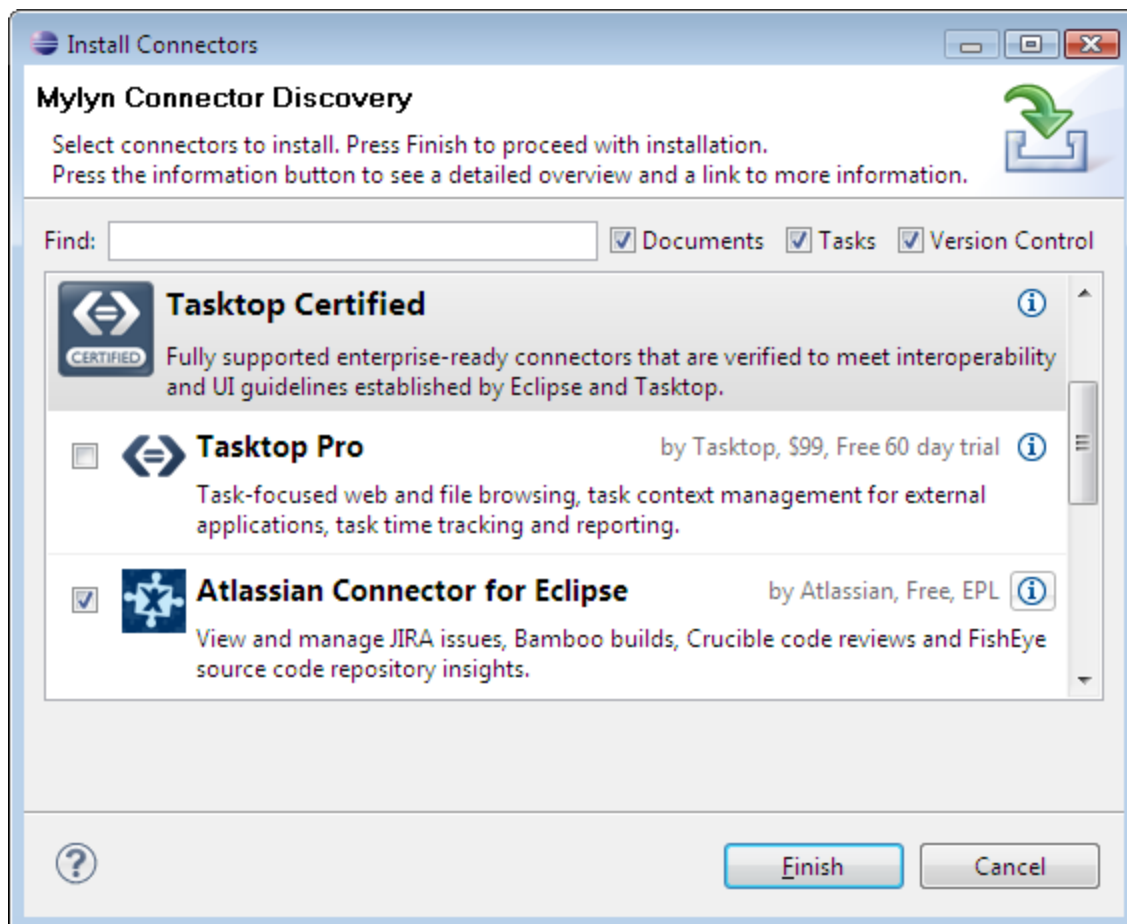 Install Connectors
Mylyn Connector Discovery
Select connectors to install. Press Finish to proceed with installation.
Press the information button to see a detailed overview and a link to more information.
Find:
Documents
Tasks
Version Control
Tasktop Certified
CERTIFIED
Fully supported enterprise-ready connectors that are verified to meet interoperability
and UI guidelines established by Eclipse and Tasktop.
Tasktop Pro
by Tasktop, $99, Free 60 day trial
Task-focused web and file browsing, task context management for external
applications, task time tracking and reporting.
Atlassian Connector for Eclipse
by Atlassian, Free, EPL
View and manage JIRA issues, Bamboo builds, Crucible code reviews and FishEye
source code repository insights.
Finish
Cancel